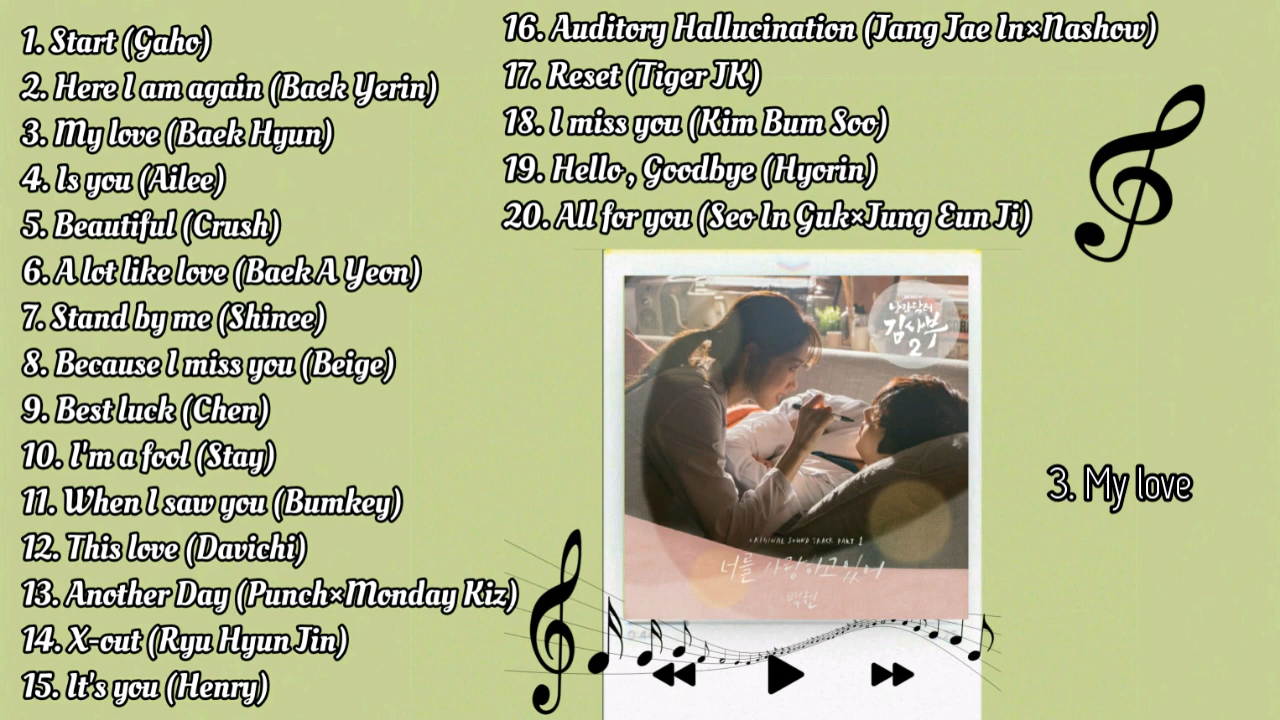 1. Start (Gaho)
2. Here I am again (Baek Yerin)
3. My love (Baek Hyun)
4. Is you (Ailee)
5. Beautiful (Crush)
6. A lot like love (Baek A Yeon)
7. Stand by me (Shinee)
8. Because I miss you (Beige)
9. Best luck (Chen)
10. I'm a fool (Stay)
11. When I saw you (Bumkey)
12. This love (Davichi)
13. Another Day (Punch×Monday Kiz)
14. X-out (Ryu Hyun Jin)
15. It's you (Henry)
16. Auditory Hallucination (Jang Jae In×Nashow)
17. Reset (Tiger JK)
18. I miss you (Kim Bum Soo)
19. Hello, Goodbye (Hyorin)
20. All for you (Seo In Guk×Jung Eun Ji)
낭만닥터
김사부
2
ORIGINAL SOUND TRACK PART 1
너를 사랑하고있어
백현
3. My love